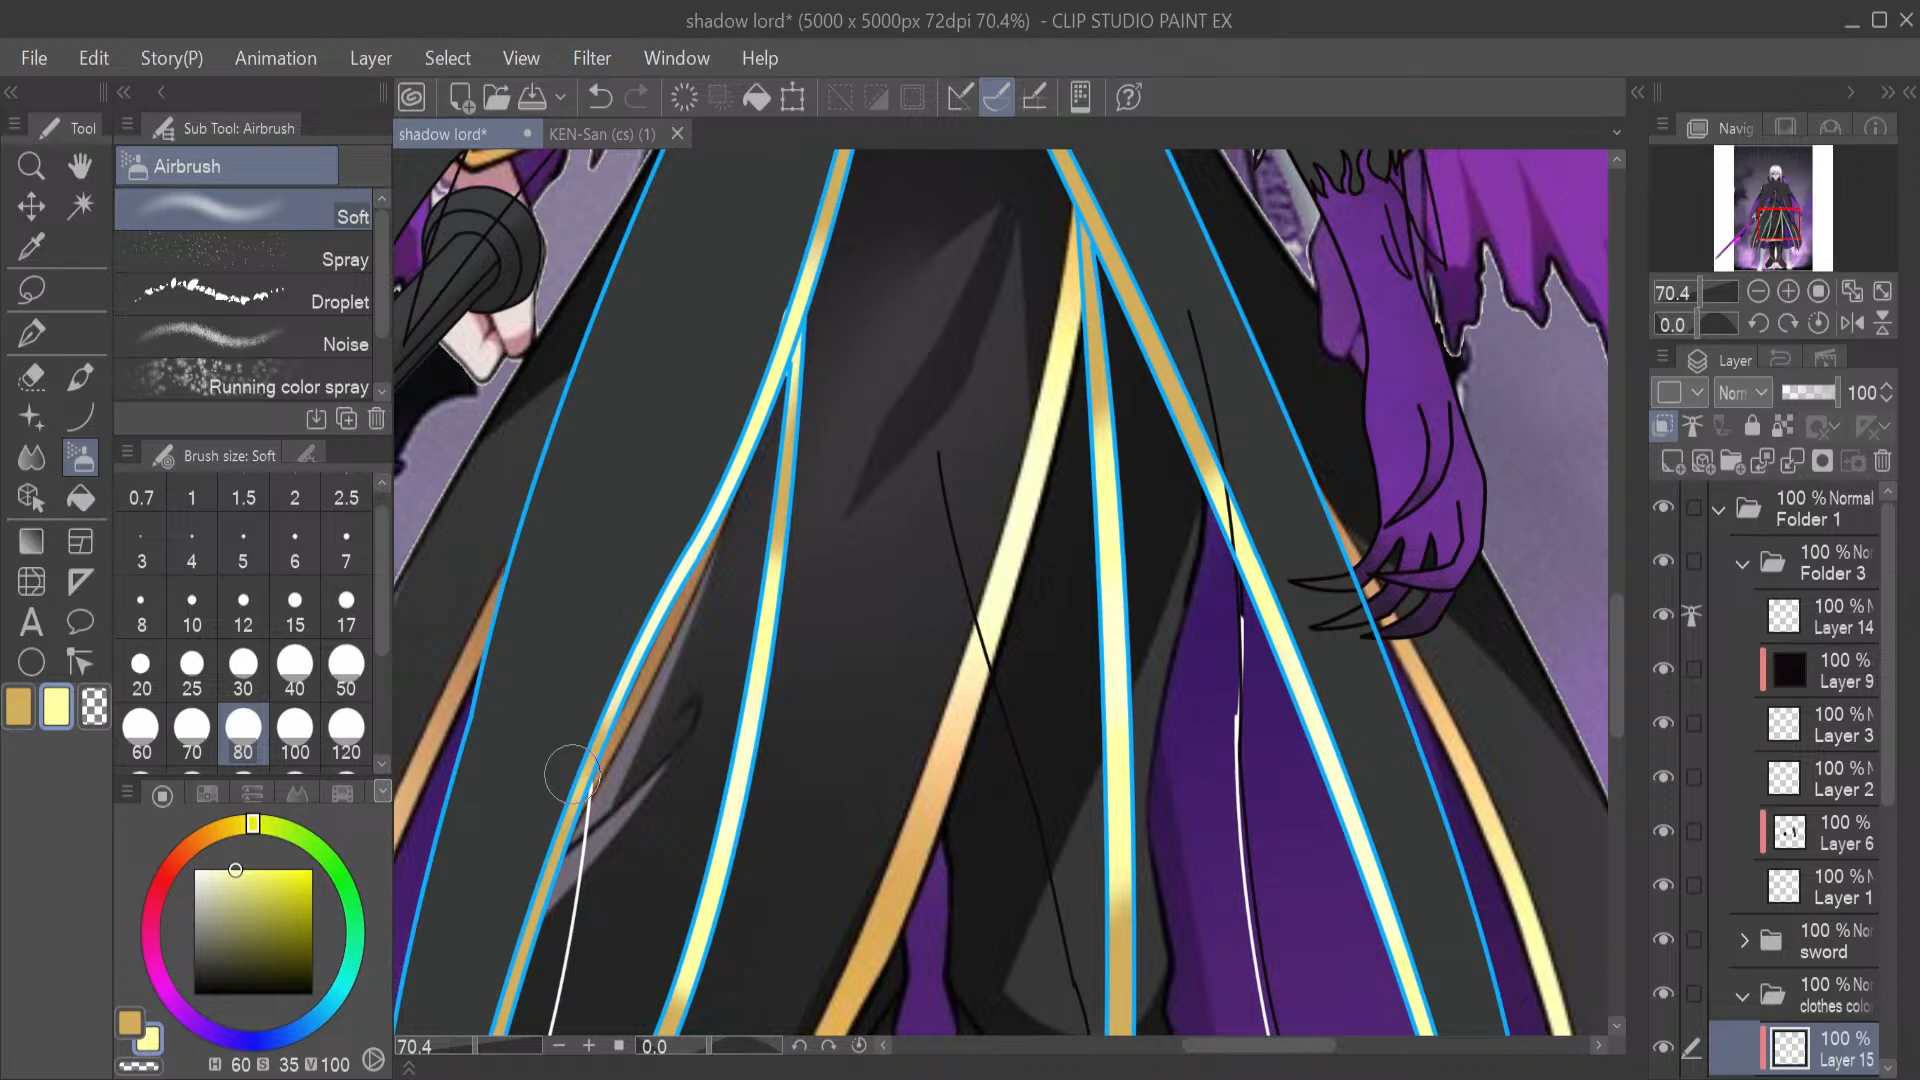 shadow lord* (5000 x 5000px 72dpi 70.4%) - CLIP STUDIO PAINT EX
File Edit Story(P) Animation Layer Select View Filter Window Help
Tool
Sub Tool: Airbrush
shadow lord*
KEN-San (cs) (1)
Navig
Airbrush
Soft
Spray
Droplet
Noise
Running color spray
Brush size: Soft
0.7 1 1.5 2 2.5
3 4 5 6 7
8 10 12 15 17
20 25 30 40 50
60 70 80 100 120
H 60 S 35 V 100
70.4
0.0
70.4
0.0
Layer
Norr
100
100 % Normal
Folder 1
100 % No
Folder 3
100 % N
Layer 14
100 %
Layer 9
100 % N
Layer 3
100 % N
Layer 2
100 %
Layer 6
100 % N
Layer 1
100 % No
sword
100 % No
clothes colo
100 %
Layer 15